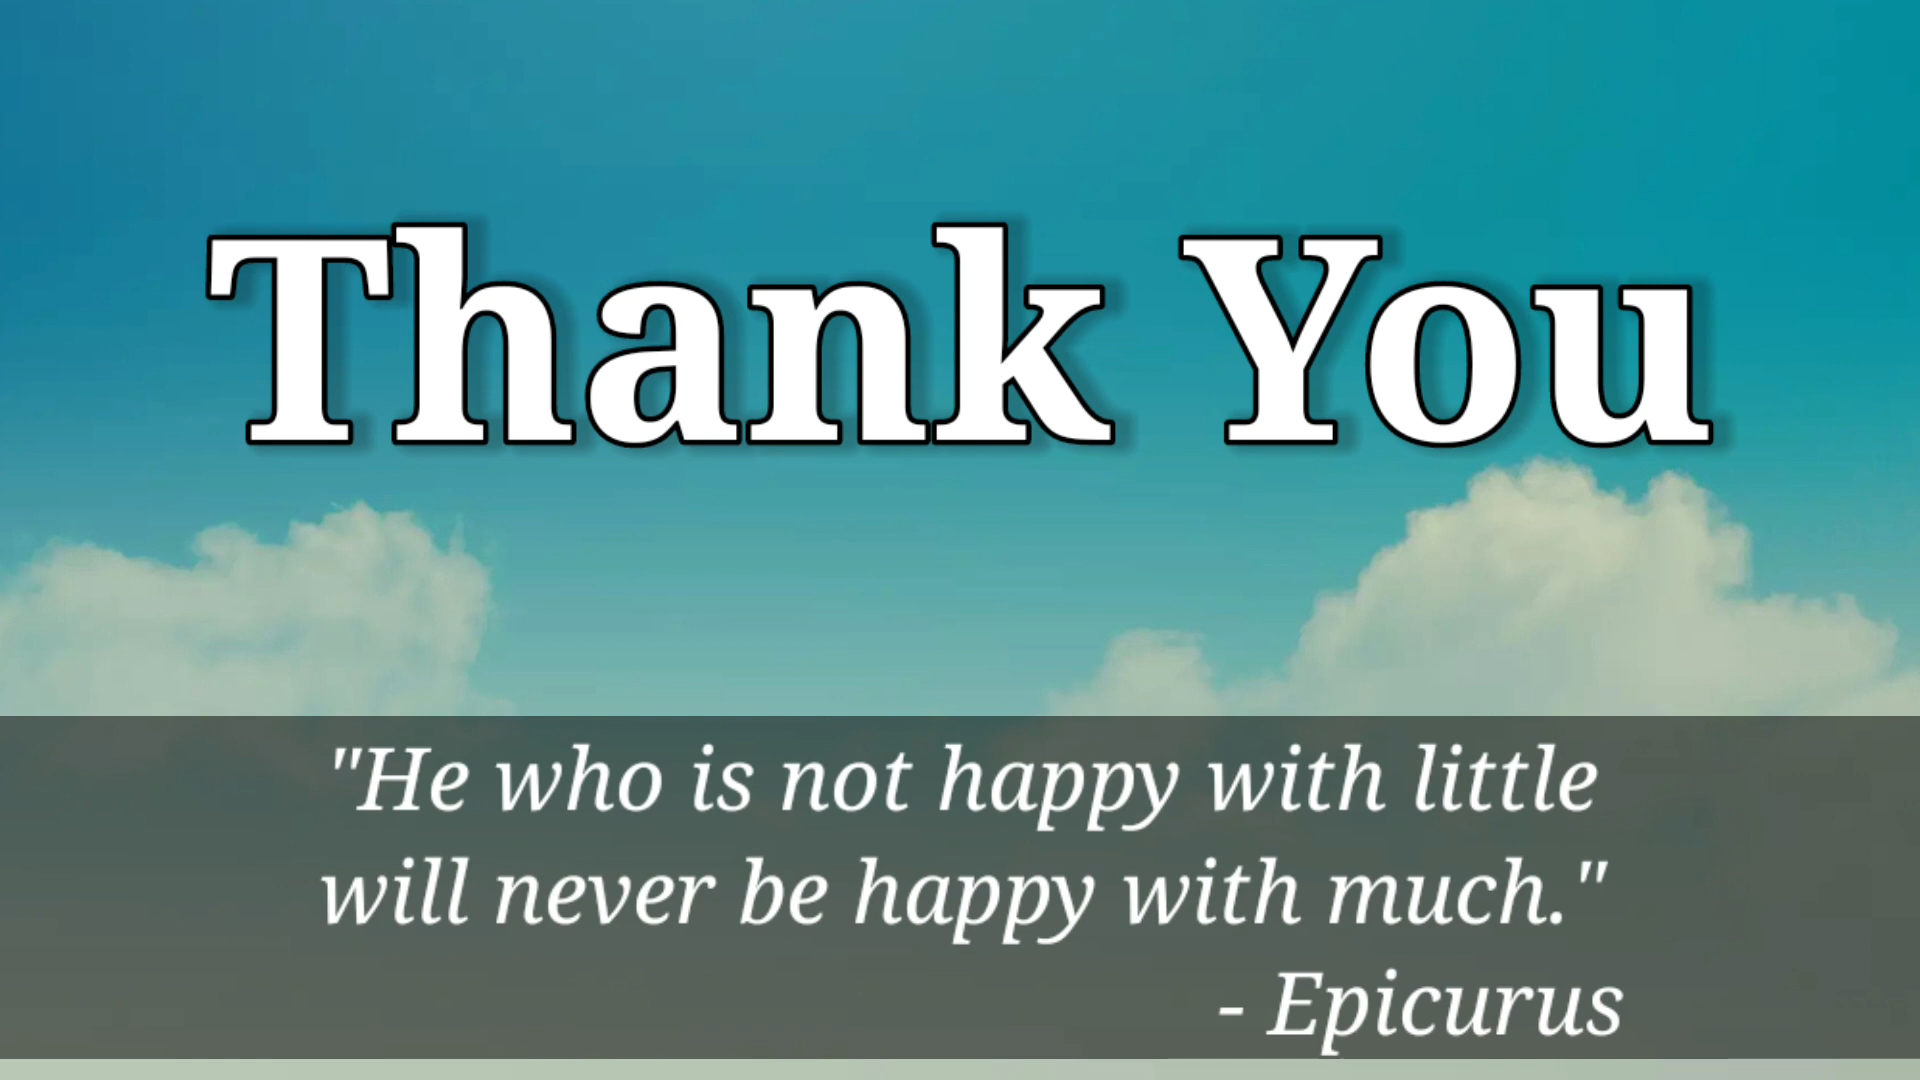 Thank You
"He who is not happy with little
will never be happy with much."
- Epicurus